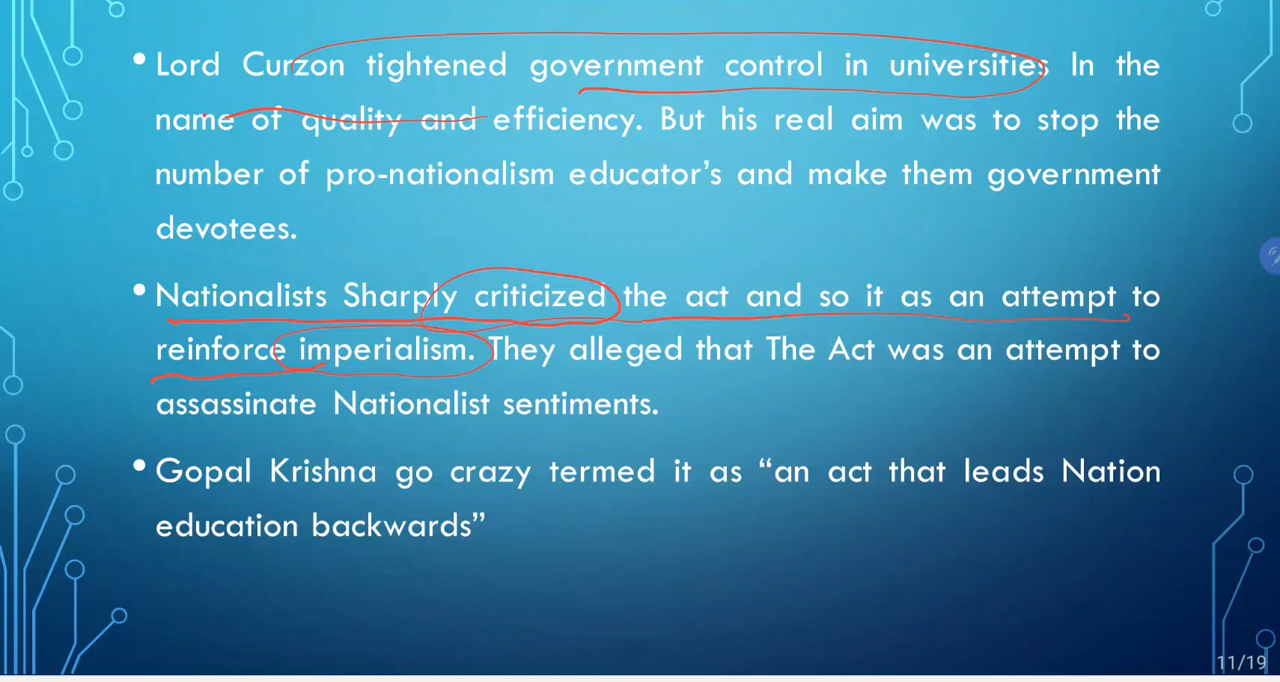 • Lord Curzon tightened government control in universities In the
name of quality and efficiency. But his real aim was to stop the
number of pro-nationalism educator's and make them government
devotees.
• Nationalists Sharply criticized the act and so it as an attempt to
reinforce imperialism. They alleged that The Act was an attempt to
assassinate Nationalist sentiments.
• Gopal Krishna go crazy termed it as “an act that leads Nation
education backwards”
11/19